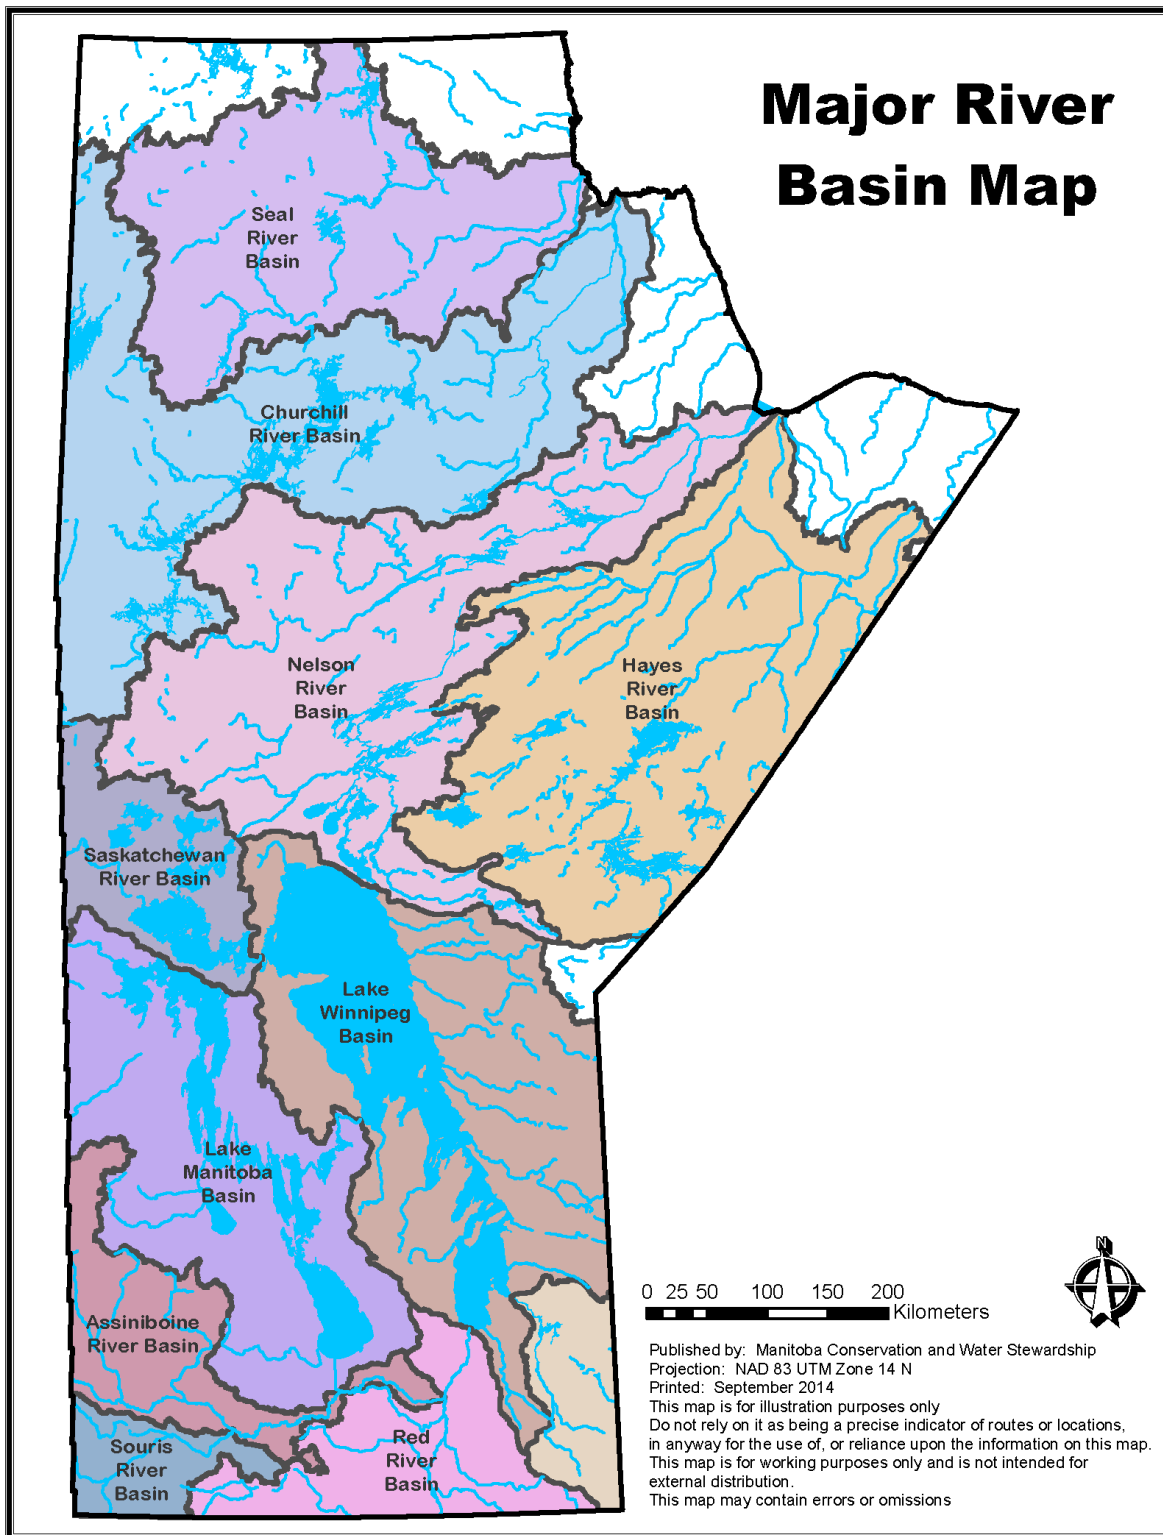 Major River
Basin Map
Seal
River
Basin
Churchill
River Basin
Nelson
River
Basin
Hayes
River
Basin
Saskatchewan
River Basin
Lake
Winnipeg
Basin
Lake
Manitoba
Basin
Assiniboine
River Basin
Souris
River
Basin
Red
River
Basin
N
0 25 50 100 150 200
Kilometers
Published by: Manitoba Conservation and Water Stewardship
Projection: NAD 83 UTM Zone 14 N
Printed: September 2014
This map is for illustration purposes only
Do not rely on it as being a precise indicator of routes or locations,
in anyway for the use of, or reliance upon the information on this map.
This map is for working purposes only and is not intended for
external distribution.
This map may contain errors or omissions